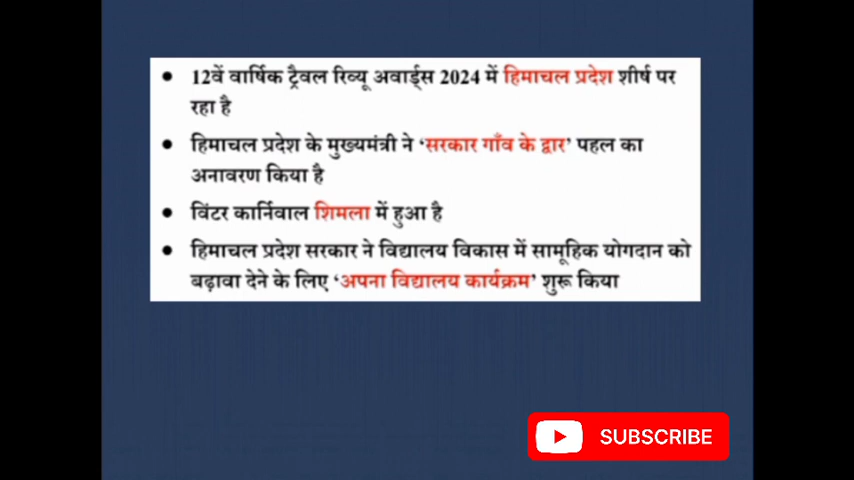 • 12वें वार्षिक ट्रैवल रिव्यू अवार्ड्स 2024 में हिमाचल प्रदेश शीर्ष पर
रहा है
• हिमाचल प्रदेश के मुख्यमंत्री ने ‘सरकार गाँव के द्वार’ पहल का
अनावरण किया है
• विंटर कार्निवाल शिमला में हुआ है
• हिमाचल प्रदेश सरकार ने विद्यालय विकास में सामूहिक योगदान को
बढ़ावा देने के लिए ‘अपना विद्यालय कार्यक्रम’ शुरू किया
SUBSCRIBE